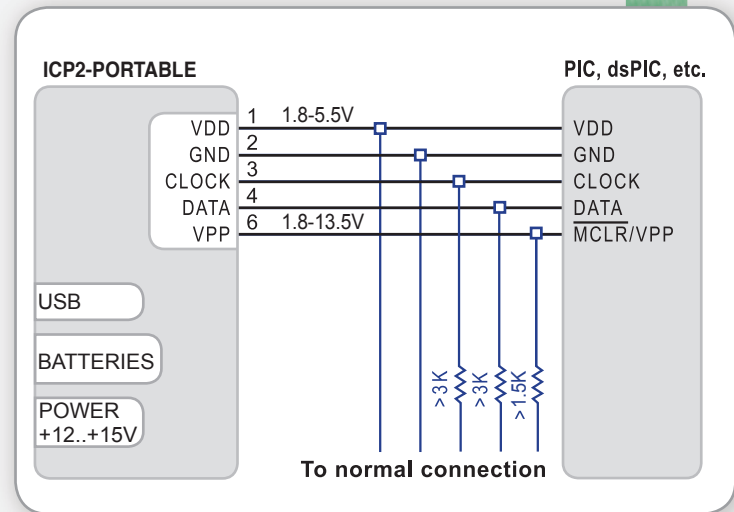 ICP2-PORTABLE
PIC, dsPIC, etc.
VDD 1 1.8-5.5V VDD
GND 2 GND
CLOCK 3 CLOCK
DATA 4 DATA
VPP 6 1.8-13.5V MCLR/VPP
USB
BATTERIES
POWER
+12..+15V
>3K
>3K
>1.5K
To normal connection